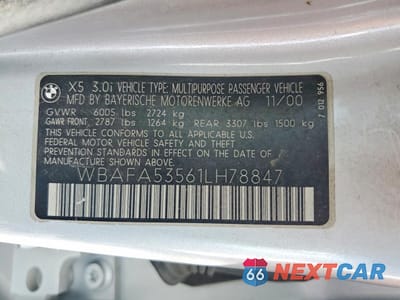 X5 3.0i VEHICLE TYPE: MULTIPURPOSE PASSENGER VEHICLE
MFD BY BAYERISCHE MOTORENWERKE AG 11/00
GVWR 6005 lbs 2724 kg
GAWR FRONT, 2787 lbs 1264 kg REAR 3307 lbs 1500 kg
THIS VEHICLE CONFORMS TO ALL APPLICABLE U.S.
FEDERAL MOTOR VEHICLE SAFETY STANDARDS IN
EFFECT ON THE DATE OF MANUFACTURE SHOWN ABOVE.
WBAFA53561LH78847
7 012 956
66 NEXTCAR